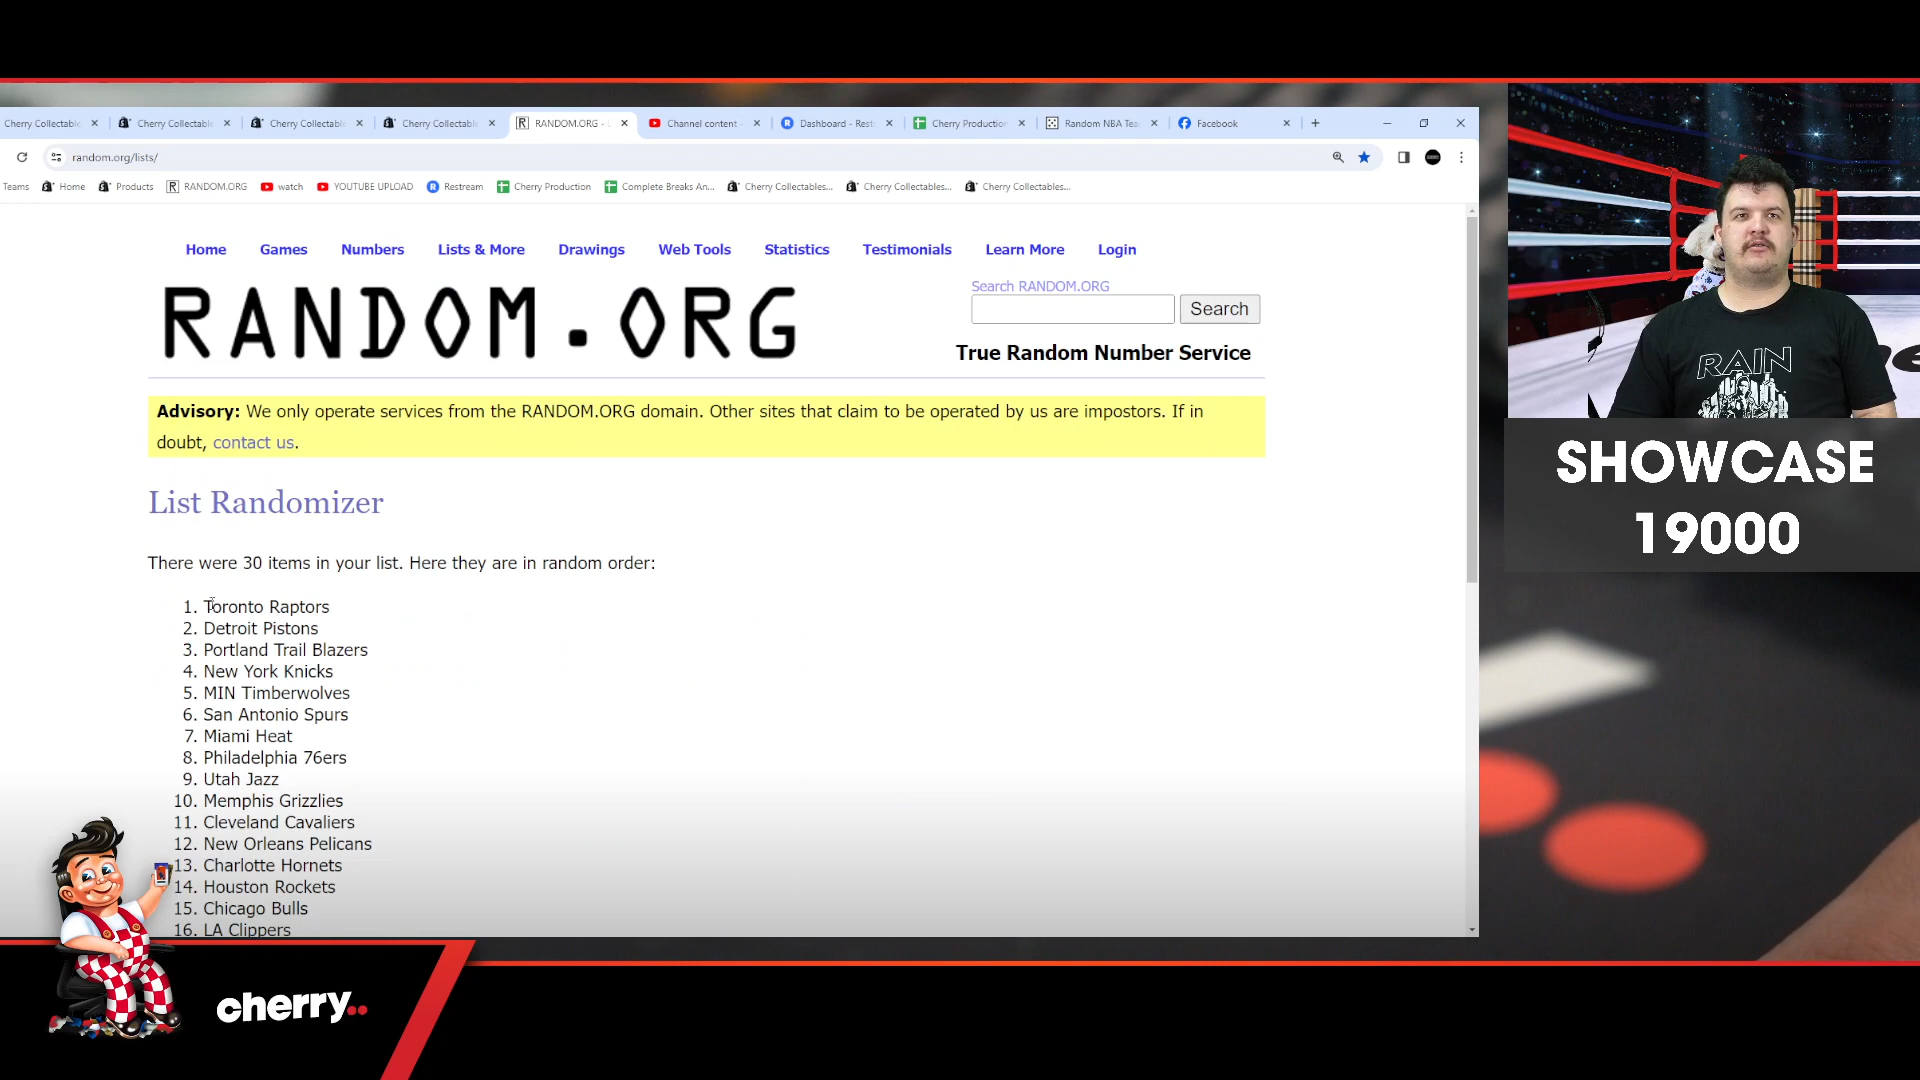 Cherry Collectable
Cherry Collectable
Cherry Collectable
Cherry Collectable
RANDOM.ORG - L
Channel content -
Dashboard - Rest
Cherry Production
Random NBA Tea
Facebook
random.org/lists/
Teams
Home
Products
RANDOM.ORG
watch
YOUTUBE UPLOAD
Restream
Cherry Production
Complete Breaks An...
Cherry Collectables...
Cherry Collectables...
Cherry Collectables...
Home
Games
Numbers
Lists & More
Drawings
Web Tools
Statistics
Testimonials
Learn More
Login
Search RANDOM.ORG
RANDOM.ORG
Search
True Random Number Service
Advisory: We only operate services from the RANDOM.ORG domain. Other sites that claim to be operated by us are impostors. If in
doubt, contact us.
List Randomizer
There were 30 items in your list. Here they are in random order:
1. Toronto Raptors
2. Detroit Pistons
3. Portland Trail Blazers
4. New York Knicks
5. MIN Timberwolves
6. San Antonio Spurs
7. Miami Heat
8. Philadelphia 76ers
9. Utah Jazz
10. Memphis Grizzlies
11. Cleveland Cavaliers
12. New Orleans Pelicans
13. Charlotte Hornets
14. Houston Rockets
15. Chicago Bulls
16. LA Clippers
RAIN
SHOWCASE
19000
cherry..